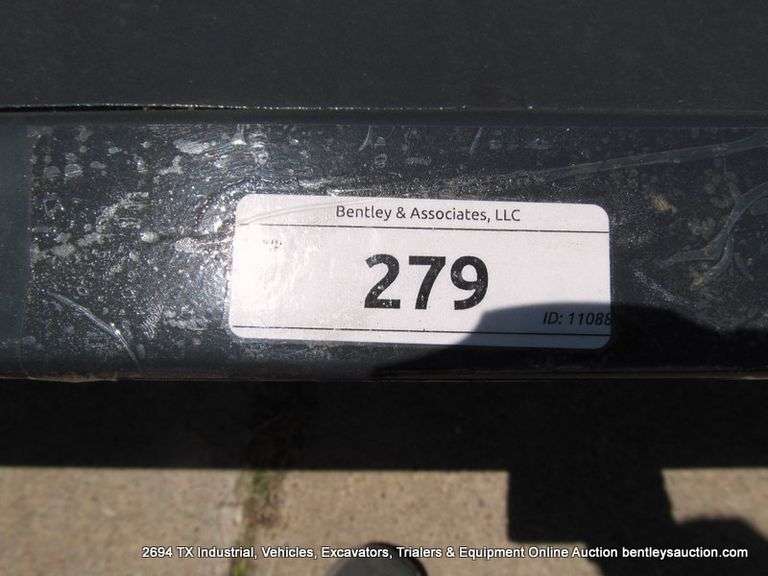 Bentley & Associates, LLC
279
ID: 11088
2694 TX Industrial, Vehicles, Excavators, Trialers & Equipment Online Auction bentleysauction.com